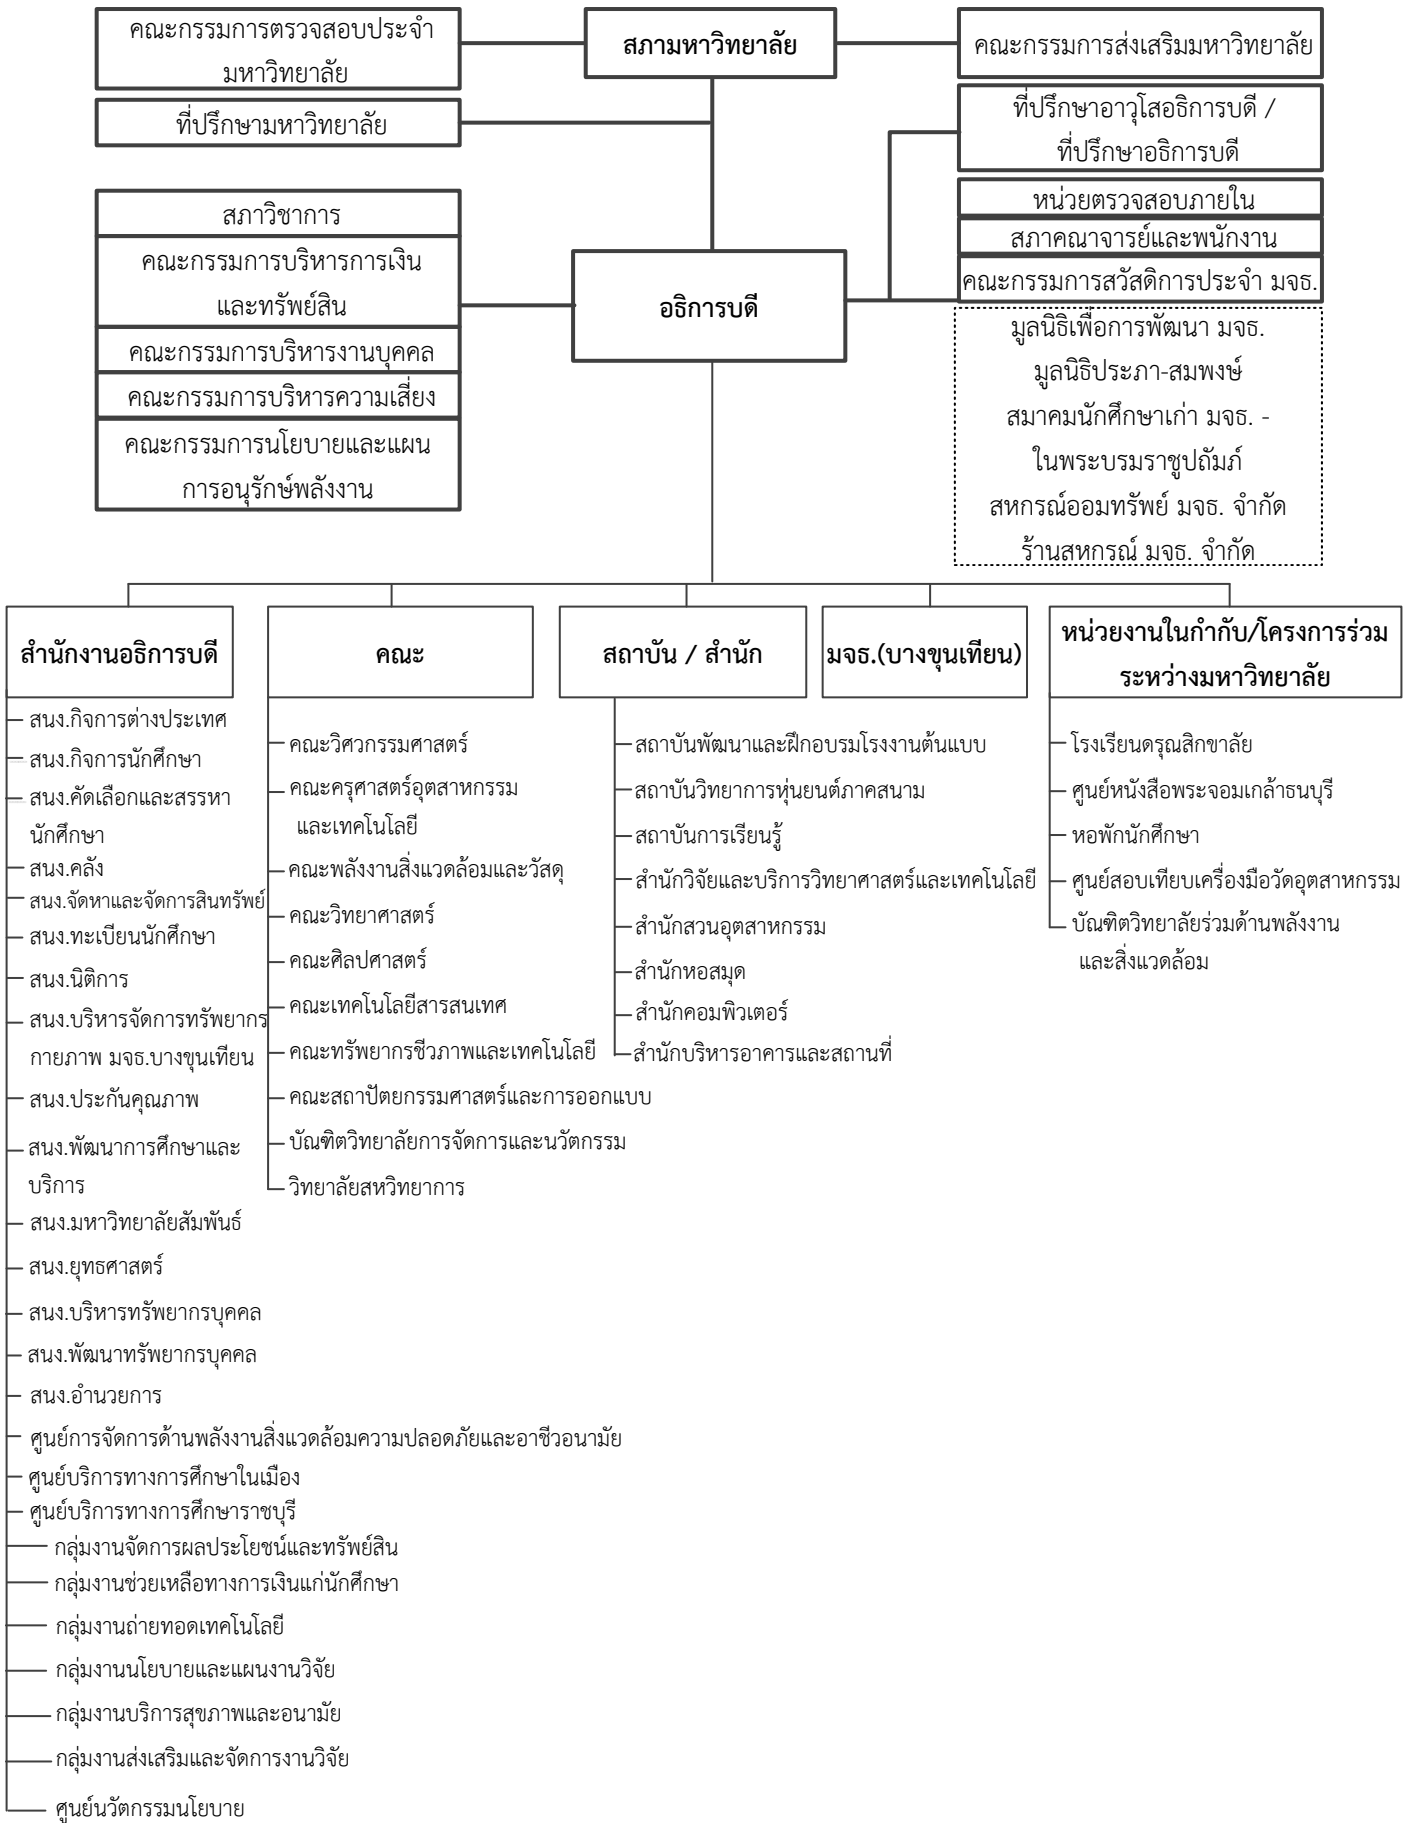 คณะกรรมการตรวจสอบประจำ
มหาวิทยาลัย
สภามหาวิทยาลัย
คณะกรรมการส่งเสริมมหาวิทยาลัย
ที่ปรึกษามหาวิทยาลัย
ที่ปรึกษาอาวุโสอธิการบดี /
ที่ปรึกษาอธิการบดี
หน่วยตรวจสอบภายใน
สภาคณาจารย์และพนักงาน
คณะกรรมการสวัสดิการประจำ มจธ.
สภาวิชาการ
คณะกรรมการบริหารการเงิน
และทรัพย์สิน
คณะกรรมการบริหารงานบุคคล
คณะกรรมการบริหารความเสี่ยง
คณะกรรมการนโยบายและแผน
การอนุรักษ์พลังงาน
อธิการบดี
มูลนิธิเพื่อการพัฒนา มจธ.
มูลนิธิประภา-สมพงษ์
สมาคมนักศึกษาเก่า มจธ. -
ในพระบรมราชูปถัมภ์
สหกรณ์ออมทรัพย์ มจธ. จำกัด
ร้านสหกรณ์ มจธ. จำกัด
สำนักงานอธิการบดี
สนง.กิจการต่างประเทศ
สนง.กิจการนักศึกษา
สนง.คัดเลือกและสรรหา
นักศึกษา
สนง.คลัง
สนง.จัดหาและจัดการสินทรัพย์
สนง.ทะเบียนนักศึกษา
สนง.นิติการ
สนง.บริหารจัดการทรัพยากร
กายภาพ มจธ.บางขุนเทียน
สนง.ประกันคุณภาพ
สนง.พัฒนาการศึกษาและ
บริการ
สนง.มหาวิทยาลัยสัมพันธ์
สนง.ยุทธศาสตร์
สนง.บริหารทรัพยากรบุคคล
สนง.พัฒนาทรัพยากรบุคคล
สนง.อำนวยการ
ศูนย์การจัดการด้านพลังงานสิ่งแวดล้อมความปลอดภัยและอาชีวอนามัย
ศูนย์บริการทางการศึกษาในเมือง
ศูนย์บริการทางการศึกษาราชบุรี
กลุ่มงานจัดการผลประโยชน์และทรัพย์สิน
กลุ่มงานช่วยเหลือทางการเงินแก่นักศึกษา
กลุ่มงานถ่ายทอดเทคโนโลยี
กลุ่มงานนโยบายและแผนงานวิจัย
กลุ่มงานบริการสุขภาพและอนามัย
กลุ่มงานส่งเสริมและจัดการงานวิจัย
ศูนย์นวัตกรรมนโยบาย
คณะ
คณะวิศวกรรมศาสตร์
คณะครุศาสตร์อุตสาหกรรม
และเทคโนโลยี
คณะพลังงานสิ่งแวดล้อมและวัสดุ
คณะวิทยาศาสตร์
คณะศิลปศาสตร์
คณะเทคโนโลยีสารสนเทศ
คณะทรัพยากรชีวภาพและเทคโนโลยี
คณะสถาปัตยกรรมศาสตร์และการออกแบบ
บัณฑิตวิทยาลัยการจัดการและนวัตกรรม
วิทยาลัยสหวิทยาการ
สถาบัน / สำนัก
สถาบันพัฒนาและฝึกอบรมโรงงานต้นแบบ
สถาบันวิทยาการหุ่นยนต์ภาคสนาม
สถาบันการเรียนรู้
สำนักวิจัยและบริการวิทยาศาสตร์และเทคโนโลยี
สำนักสวนอุตสาหกรรม
สำนักหอสมุด
สำนักคอมพิวเตอร์
สำนักบริหารอาคารและสถานที่
มจธ.(บางขุนเทียน)
หน่วยงานในกำกับ/โครงการร่วม
ระหว่างมหาวิทยาลัย
โรงเรียนดรุณสิกขาลัย
ศูนย์หนังสือพระจอมเกล้าธนบุรี
หอพักนักศึกษา
ศูนย์สอบเทียบเครื่องมือวัดอุตสาหกรรม
บัณฑิตวิทยาลัยร่วมด้านพลังงาน
และสิ่งแวดล้อม